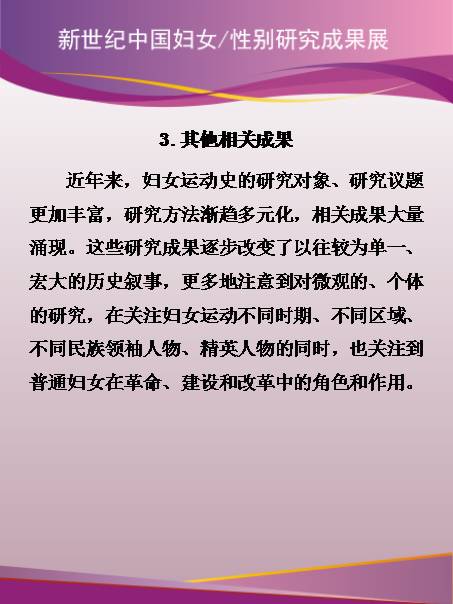 新世纪中国妇女/性别研究成果展
3.其他相关成果
近年来，妇女运动史的研究对象、研究议题
更加丰富，研究方法渐趋多元化，相关成果大量
涌现。这些研究成果逐步改变了以往较为单一、
宏大的历史叙事，更多地注意到对微观的、个体
的研究，在关注妇女运动不同时期、不同区域、
不同民族领袖人物、精英人物的同时，也关注到
普通妇女在革命、建设和改革中的角色和作用。